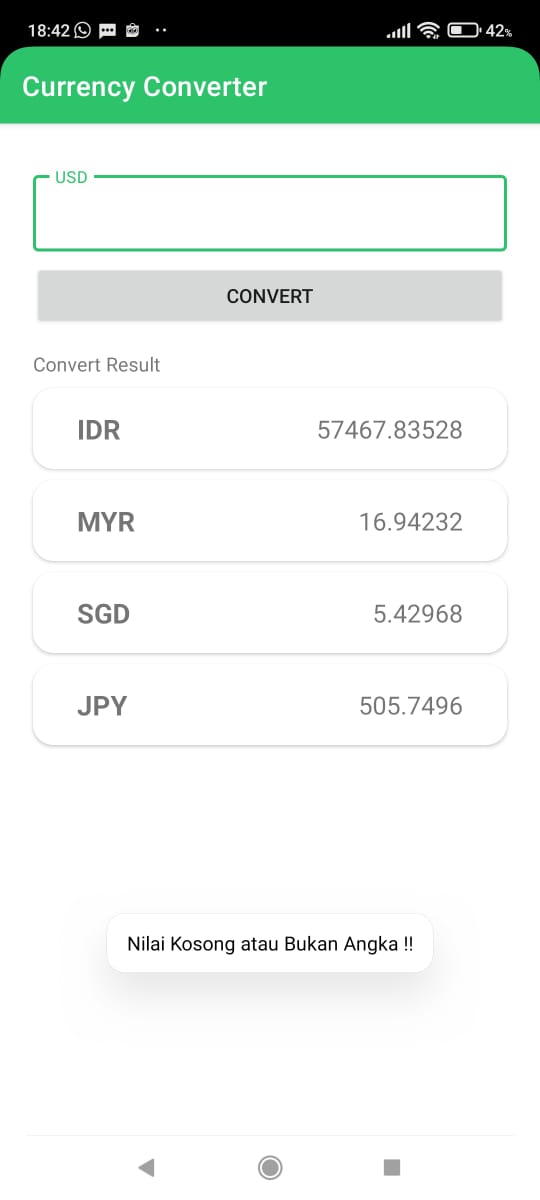 18:42 42%
Currency Converter
USD
CONVERT
Convert Result
IDR 57467.83528
MYR 16.94232
SGD 5.42968
JPY 505.7496
Nilai Kosong atau Bukan Angka !!